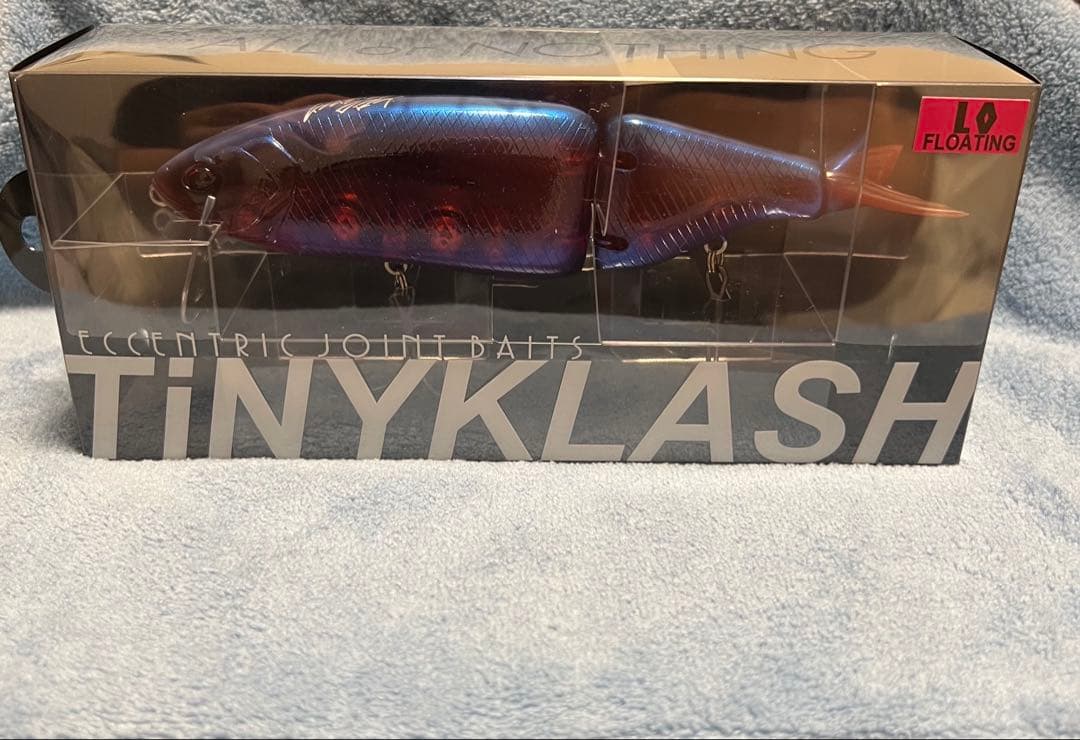 ALL or NOTHING
LO
FLOATING
ECCENTRIC JOINT BAITS
TiNYKLASH